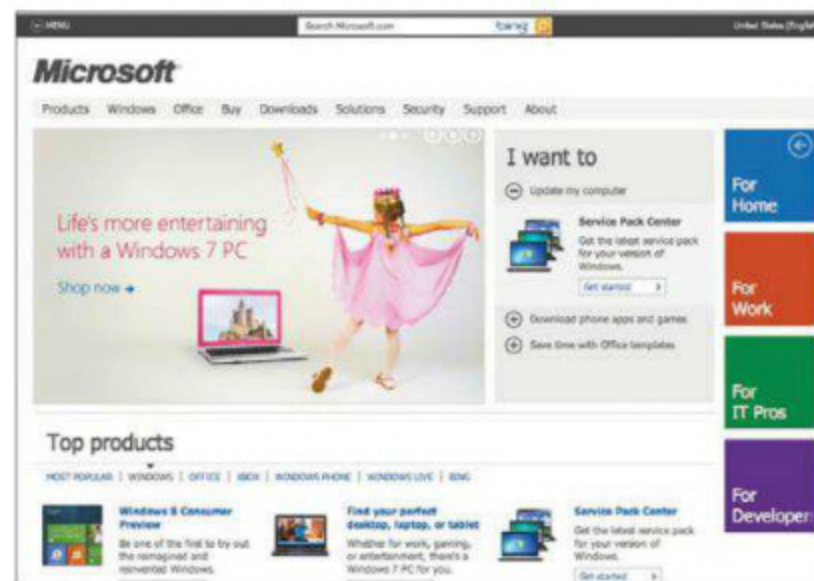 MENU
Search Microsoft.com
bing
United States (English
Microsoft
Products Windows Office Buy Downloads Solutions Security Support About
Life's more entertaining
with a Windows 7 PC
Shop now
I want to
Update my computer
Service Pack Center
Get the latest service pack
for your version of
Windows.
Get started
Download phone apps and games
Save time with Office templates
For
Home
For
Work
For
IT Pros
For
Developer
Top products
MOST POPULAR | WINDOWS | OFFICE | XBOX | WINDOWS PHONE | WINDOWS LIVE | BING
Windows 8 Consumer
Preview
Be one of the first to try out
the reimagined and
reinvented Windows.
Find your perfect
desktop, laptop, or tablet
Whether for work, gaming,
or entertainment, there's a
Windows 7 PC for you.
Service Pack Center
Get the latest service pack
for your version of
Windows.
Get started